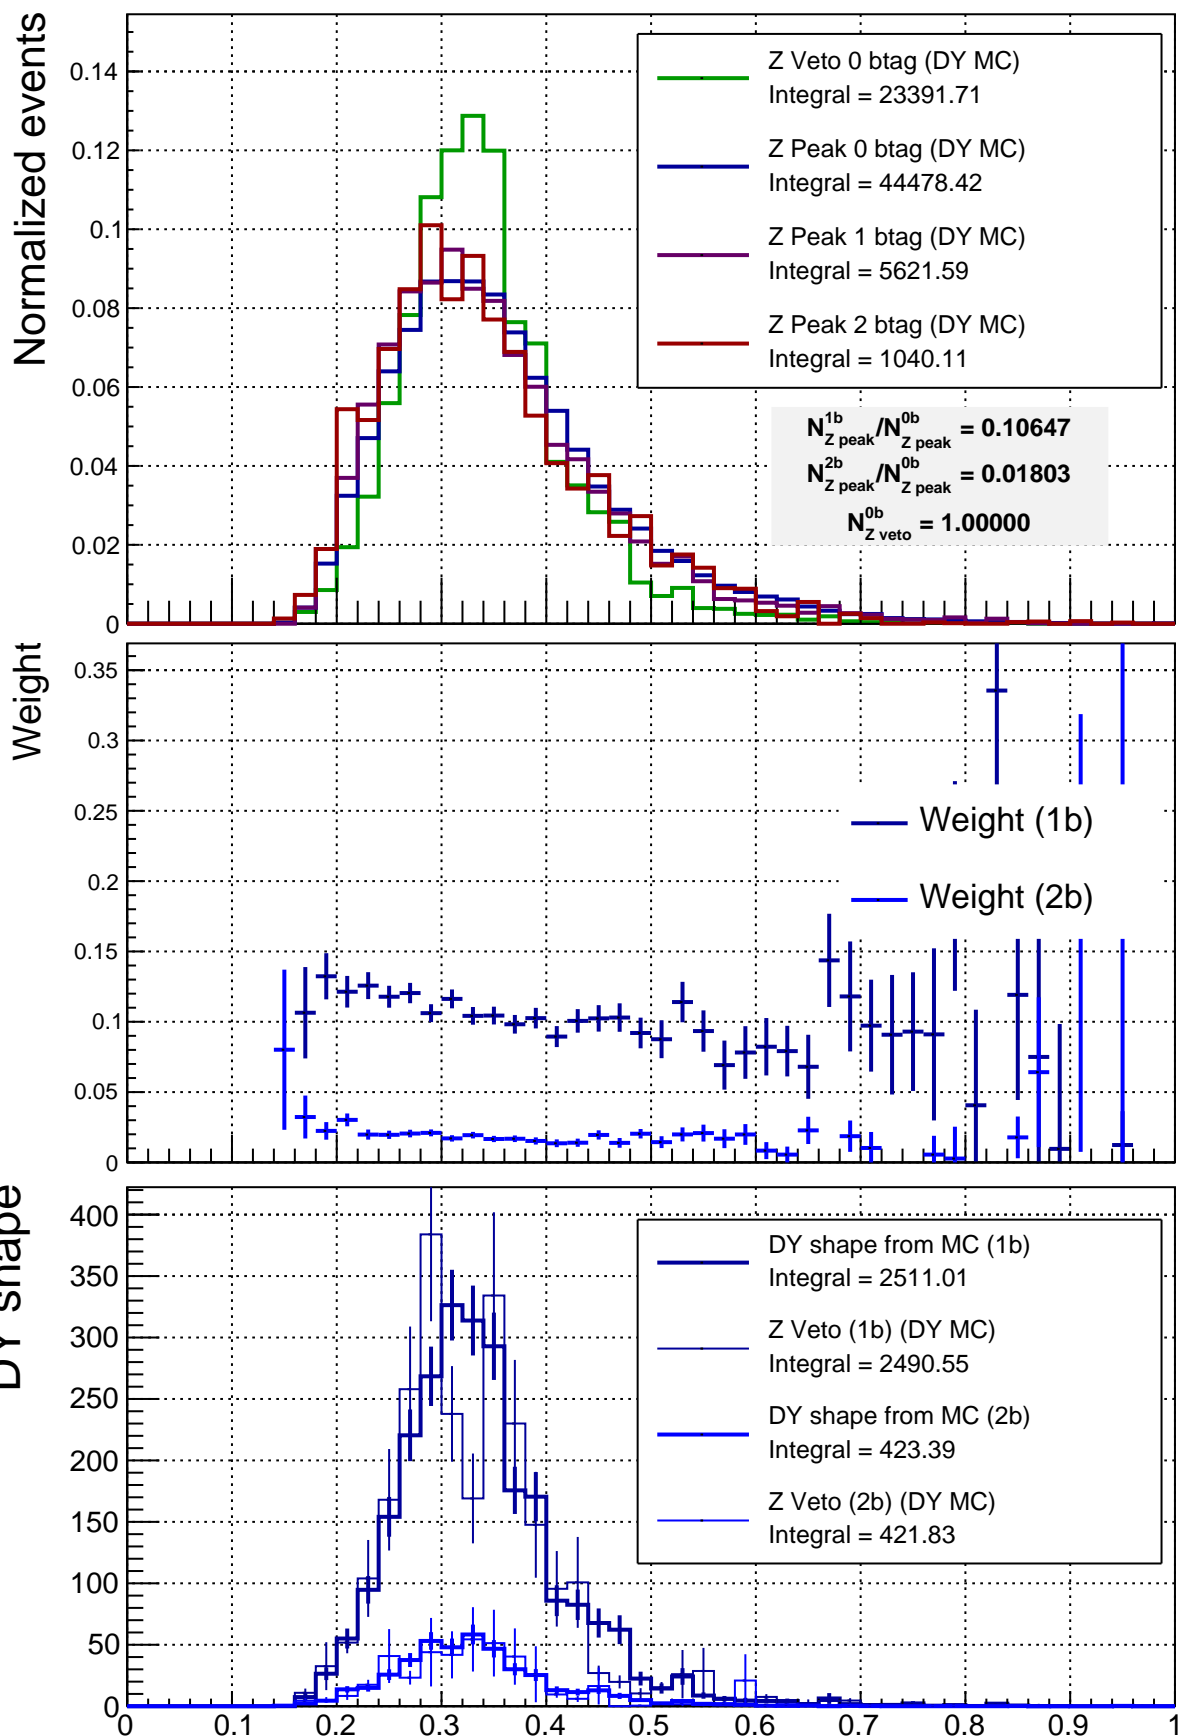 Normalized events
0.14
0.12
0.1
0.08
0.06
0.04
0.02
0
Z Veto 0 btag (DY MC)
Integral = 23391.71
Z Peak 0 btag (DY MC)
Integral = 44478.42
Z Peak 1 btag (DY MC)
Integral = 5621.59
Z Peak 2 btag (DY MC)
Integral = 1040.11
N^{1b}_{Z peak}/N^{0b}_{Z peak} = 0.10647
N^{2b}_{Z peak}/N^{0b}_{Z peak} = 0.01803
N^{0b}_{Z veto} = 1.00000
Weight
0.35
0.3
0.25
0.2
0.15
0.1
0.05
0
Weight (1b)
Weight (2b)
DY shape
400
350
300
250
200
150
100
50
0
DY shape from MC (1b)
Integral = 2511.01
Z Veto (1b) (DY MC)
Integral = 2490.55
DY shape from MC (2b)
Integral = 423.39
Z Veto (2b) (DY MC)
Integral = 421.83
0 0.1 0.2 0.3 0.4 0.5 0.6 0.7 0.8 0.9 1